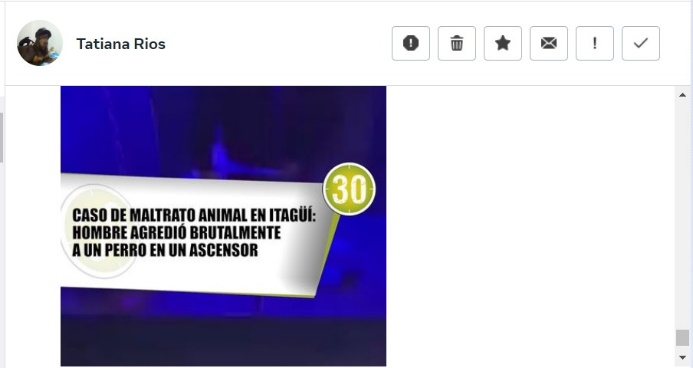 Tatiana Rios
30
CASO DE MALTRATO ANIMAL EN ITAGÜÍ:
HOMBRE AGREDIÓ BRUTALMENTE
A UN PERRO EN UN ASCENSOR